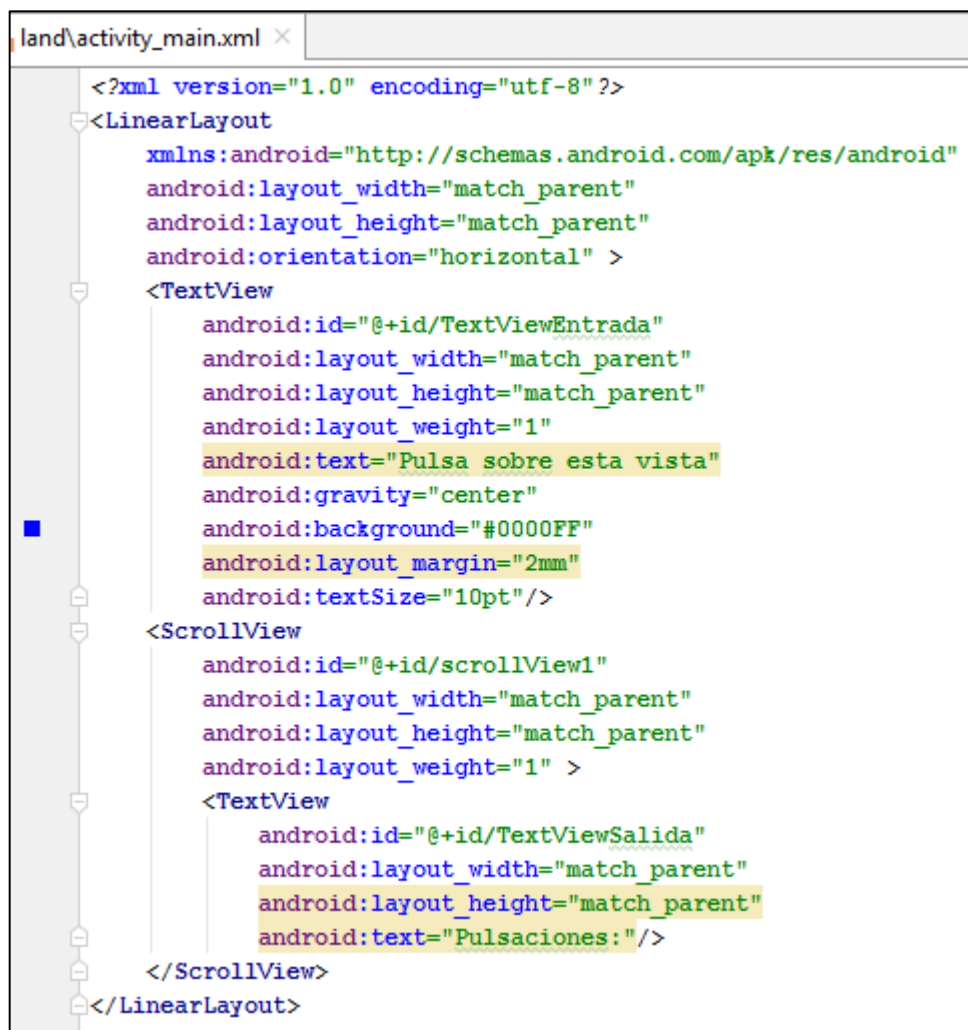 land\activity_main.xml
<?xml version="1.0" encoding="utf-8"?>
<LinearLayout
    xmlns:android="http://schemas.android.com/apk/res/android"
    android:layout_width="match_parent"
    android:layout_height="match_parent"
    android:orientation="horizontal" >
    <TextView
        android:id="@+id/TextViewEntrada"
        android:layout_width="match_parent"
        android:layout_height="match_parent"
        android:layout_weight="1"
        android:text="Pulsa sobre esta vista"
        android:gravity="center"
        android:background="#0000FF"
        android:layout_margin="2mm"
        android:textSize="10pt"/>
    <ScrollView
        android:id="@+id/scrollView1"
        android:layout_width="match_parent"
        android:layout_height="match_parent"
        android:layout_weight="1" >
        <TextView
            android:id="@+id/TextViewSalida"
            android:layout_width="match_parent"
            android:layout_height="match_parent"
            android:text="Pulsaciones:"/>
    </ScrollView>
</LinearLayout>